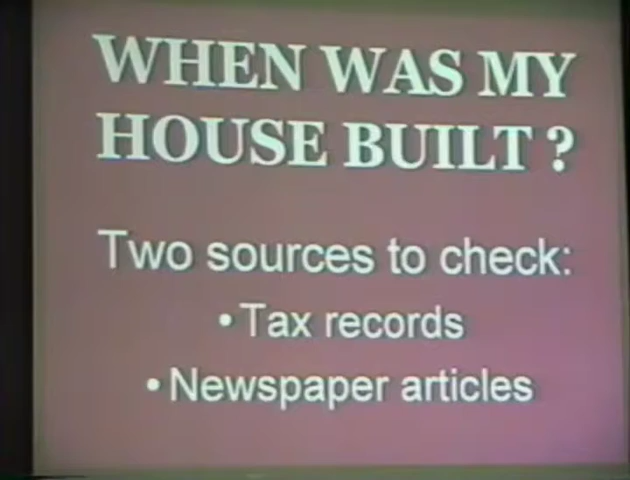 WHEN WAS MY
HOUSE BUILT ?
Two sources to check:
• Tax records
• Newspaper articles